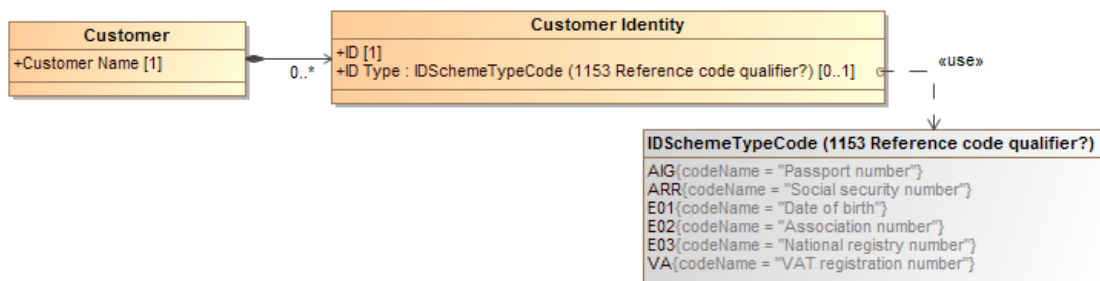 Customer
+Customer Name [1]
0..*
Customer Identity
+ID [1]
+ID Type : IDSchemeTypeCode (1153 Reference code qualifier?) [0..1]
«use»
IDSchemeTypeCode (1153 Reference code qualifier?)
AIG{codeName = "Passport number"}
ARR{codeName = "Social security number"}
E01{codeName = "Date of birth"}
E02{codeName = "Association number"}
E03{codeName = "National registry number"}
VA{codeName = "VAT registration number"}